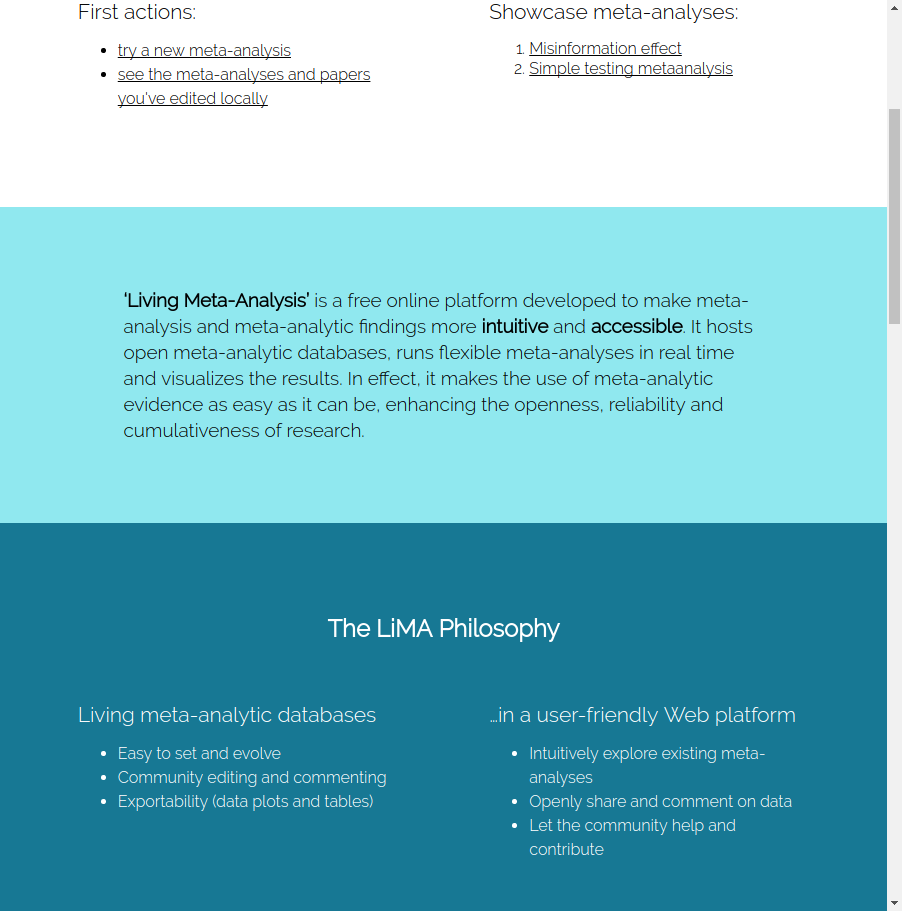 First actions:
try a new meta-analysis
see the meta-analyses and papers
you've edited locally
Showcase meta-analyses:
1. Misinformation effect
2. Simple testing metaanalysis
‘Living Meta-Analysis’ is a free online platform developed to make meta-
analysis and meta-analytic findings more intuitive and accessible. It hosts
open meta-analytic databases, runs flexible meta-analyses in real time
and visualizes the results. In effect, it makes the use of meta-analytic
evidence as easy as it can be, enhancing the openness, reliability and
cumulativeness of research.
The LiMA Philosophy
Living meta-analytic databases
Easy to set and evolve
Community editing and commenting
Exportability (data plots and tables)
…in a user-friendly Web platform
Intuitively explore existing meta-
analyses
Openly share and comment on data
Let the community help and
contribute